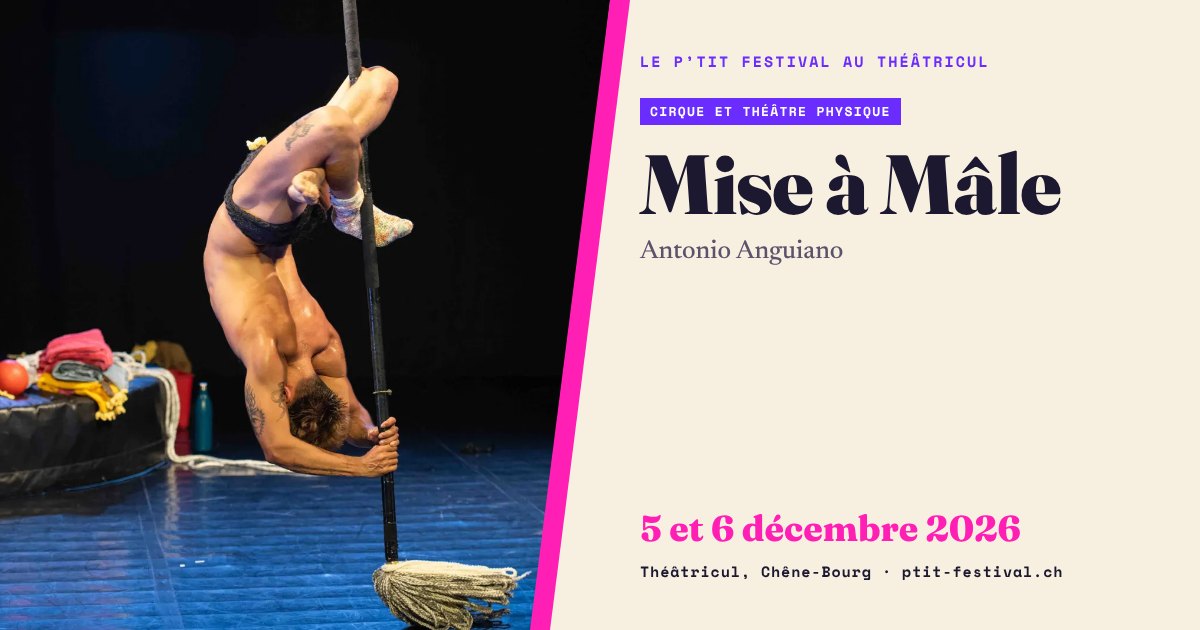 LE P’TIT FESTIVAL AU THÉÂTRICUL
CIRQUE ET THÉÂTRE PHYSIQUE
Mise à Mâle
Antonio Anguiano
5 et 6 décembre 2026
Théâtricul, Chêne-Bourg · ptit-festival.ch